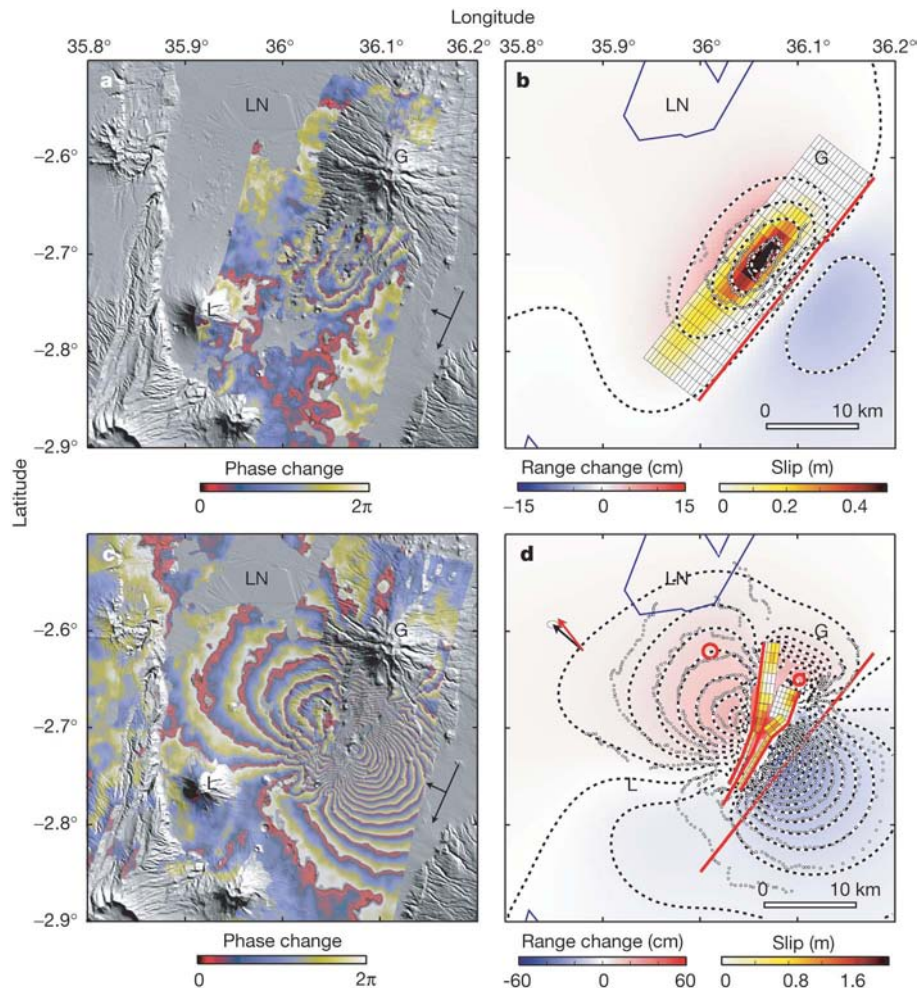 Longitude
35.8° 35.9° 36° 36.1° 36.2° 35.8° 36° 36.1° 36.2°
Latitude
a
LN
G
L
−2.6°
−2.7°
−2.8°
−2.9°
b
LN
G
0 10 km
Phase change
0 2π
Range change (cm)
−15 0 15
Slip (m)
0 0.2 0.4
c
LN
G
L
−2.6°
−2.7°
−2.8°
−2.9°
d
LN
G
L
0 10 km
Phase change
0 2π
Range change (cm)
-60 0 60
Slip (m)
0 0.8 1.6